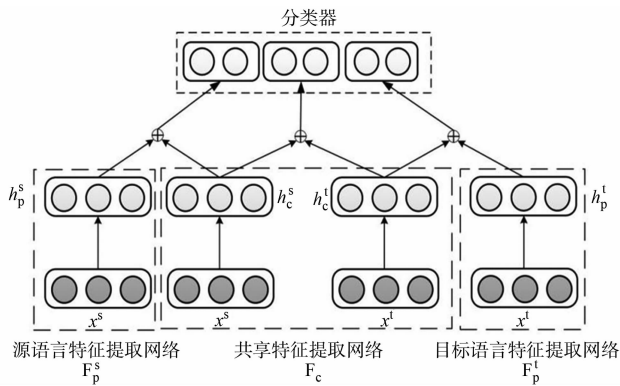 分类器
h_p^s
h_c^s
h_c^t
h_p^t
x^s
x^s
x^t
x^t
源语言特征提取网络
共享特征提取网络
目标语言特征提取网络
F_p^s
F_c
F_p^t